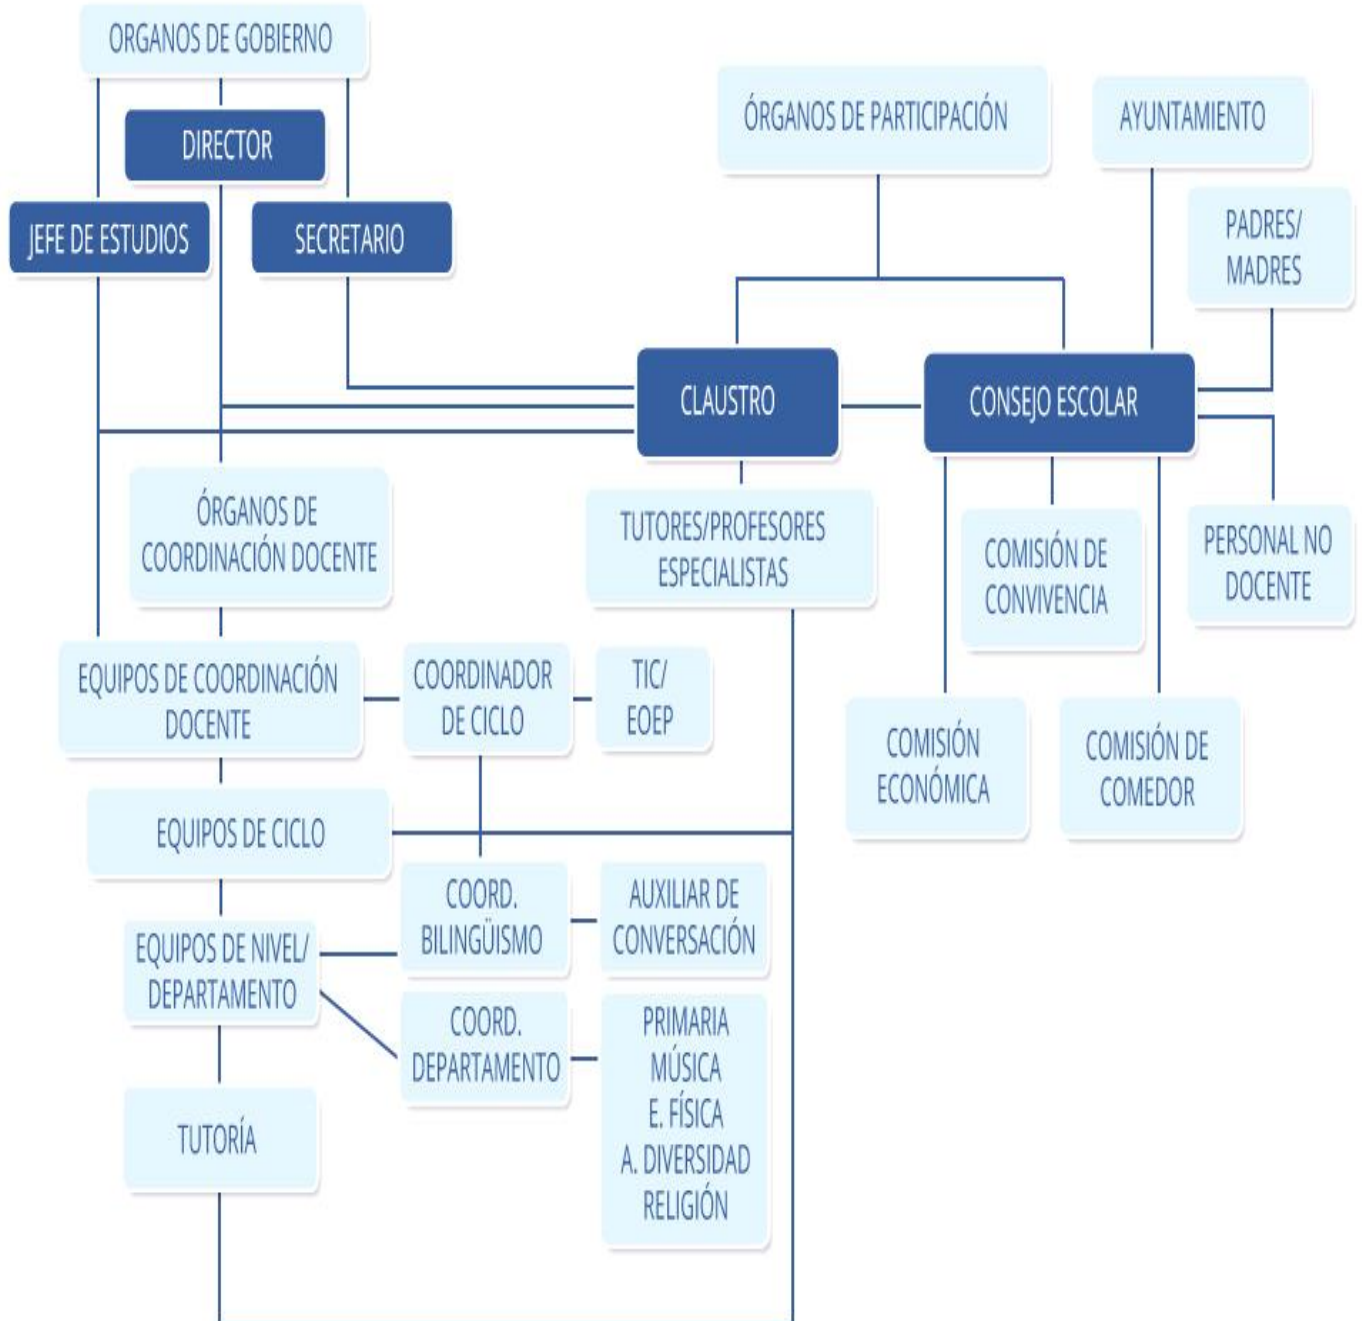 ORGANOS DE GOBIERNO
DIRECTOR
JEFE DE ESTUDIOS
SECRETARIO
ÓRGANOS DE PARTICIPACIÓN
AYUNTAMIENTO
PADRES/
MADRES
CLAUSTRO
CONSEJO ESCOLAR
ÓRGANOS DE
COORDINACIÓN DOCENTE
TUTORES/PROFESORES
ESPECIALISTAS
COMISIÓN DE
CONVIVENCIA
PERSONAL NO
DOCENTE
EQUIPOS DE COORDINACIÓN
DOCENTE
COORDINADOR
DE CICLO
TIC/
EOEP
COMISIÓN
ECONÓMICA
COMISIÓN DE
COMEDOR
EQUIPOS DE CICLO
COORD.
BILINGÜISMO
AUXILIAR DE
CONVERSACIÓN
EQUIPOS DE NIVEL/
DEPARTAMENTO
COORD.
DEPARTAMENTO
PRIMARIA
MÚSICA
E. FÍSICA
A. DIVERSIDAD
RELIGIÓN
TUTORÍA